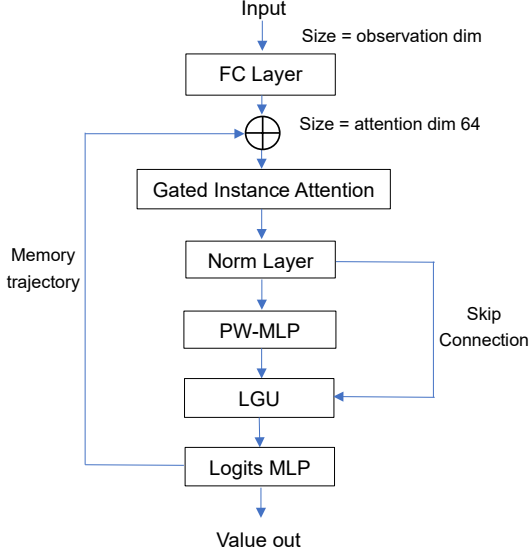 Input
Size = observation dim
FC Layer
Size = attention dim 64
Gated Instance Attention
Memory
trajectory
Norm Layer
Skip
Connection
PW-MLP
LGU
Logits MLP
Value out